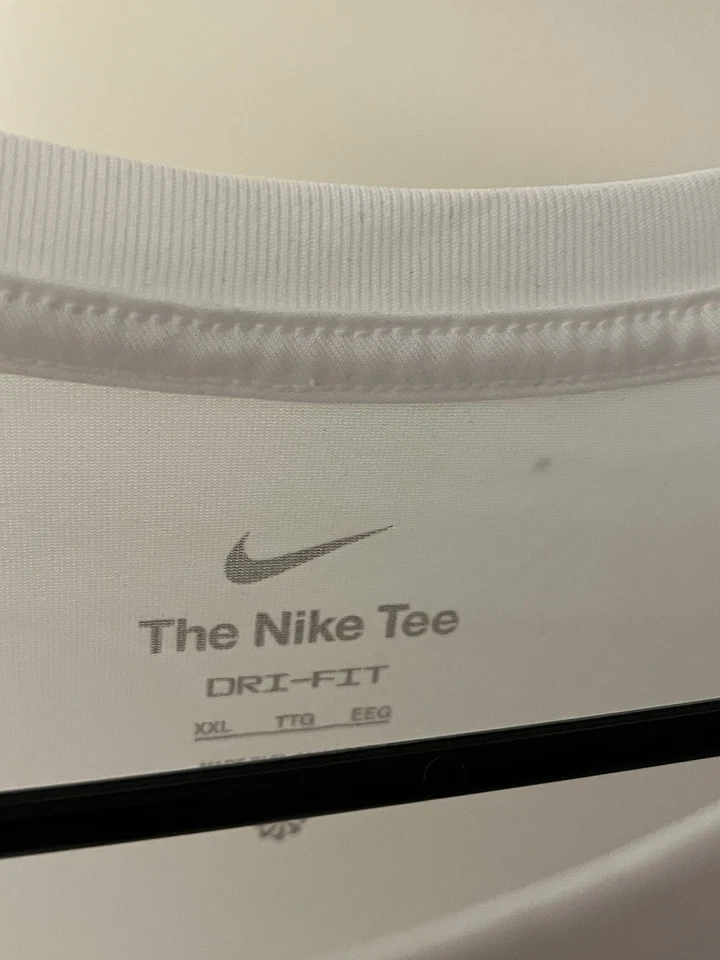 The Nike Tee
DRI-FIT
XXL TTG EEG